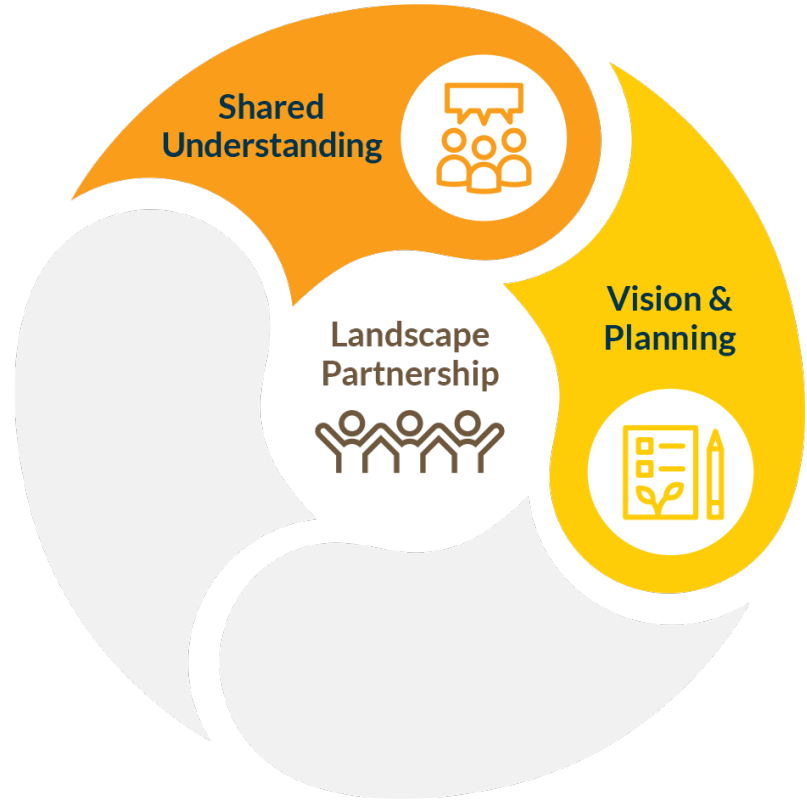 Shared
Understanding
Vision &
Planning
Landscape
Partnership